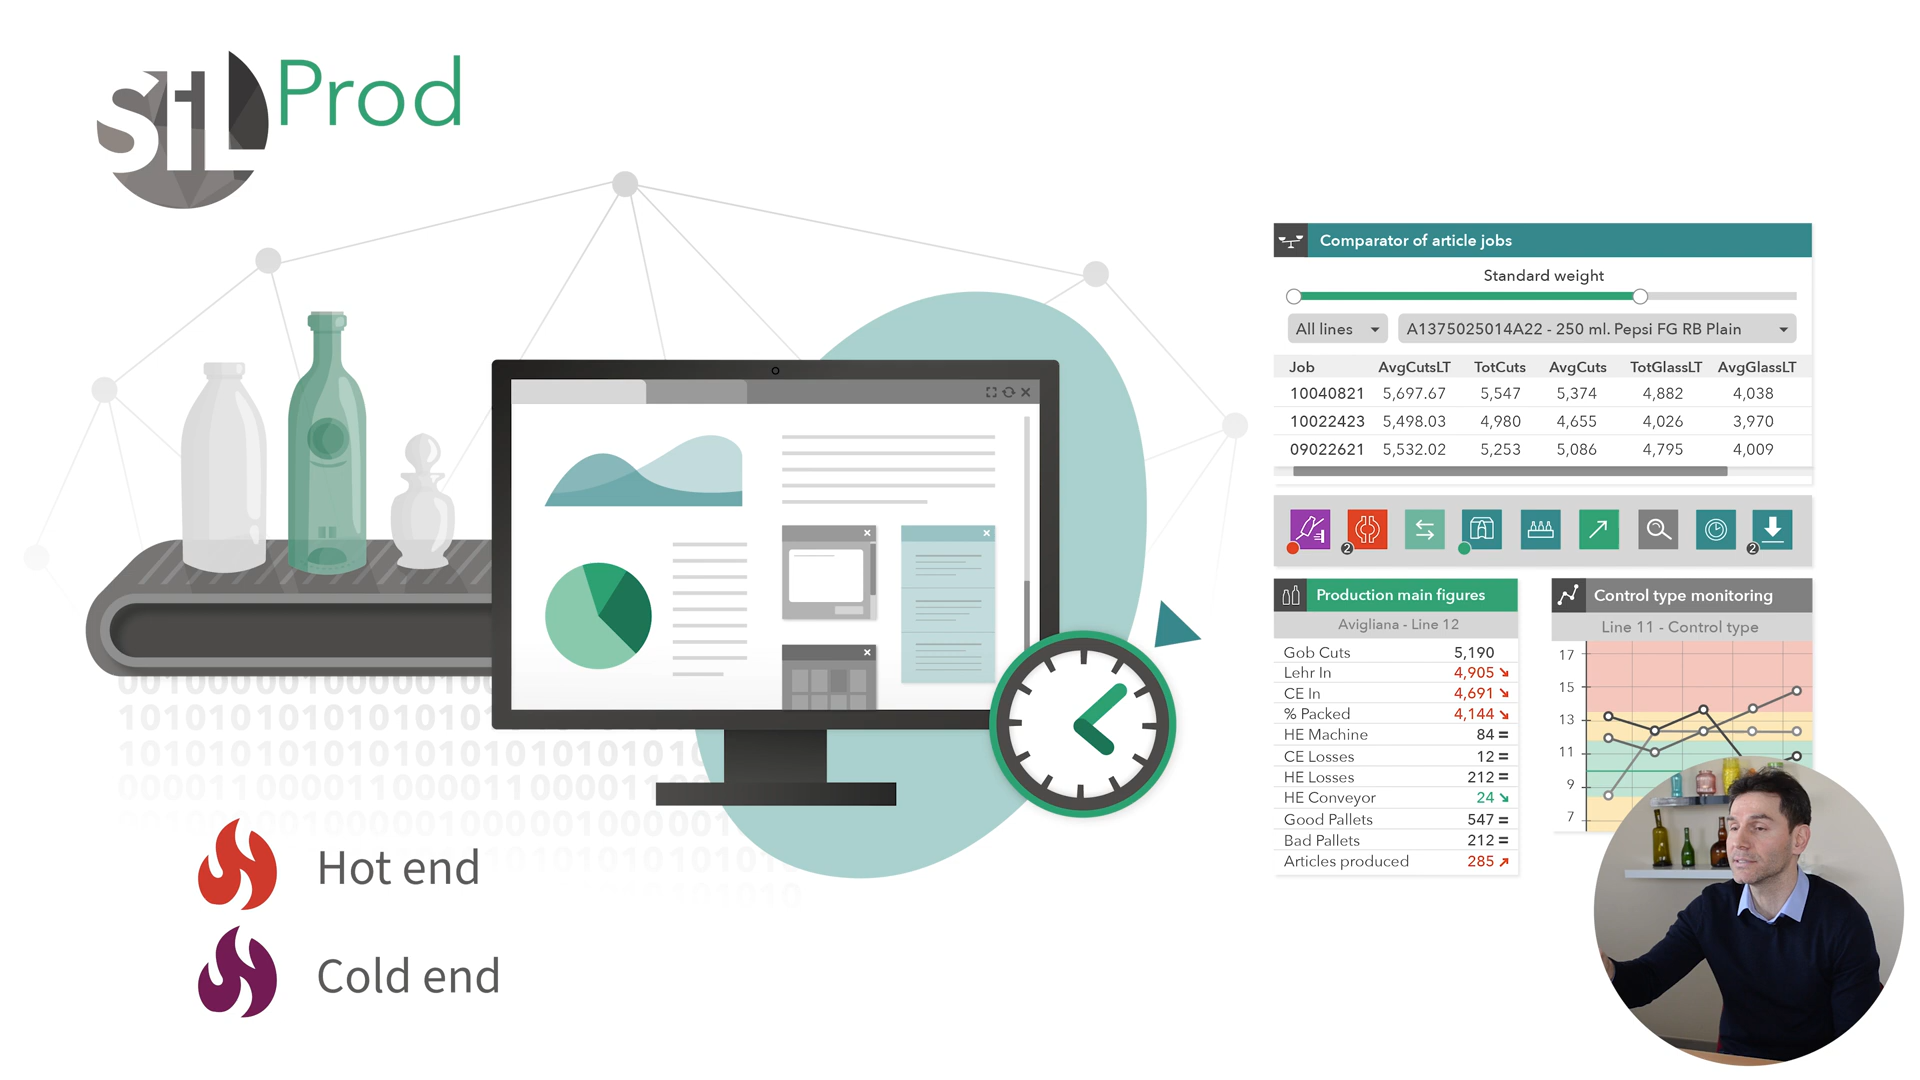 SiL Prod
Comparator of article jobs
Standard weight
All lines
A1375025014A22 - 250 ml. Pepsi FG RB Plain
Job AvgCutsLT TotCuts AvgCuts TotGlassLT AvgGlassLT
10040821 5,697.67 5,547 5,374 4,882 4,038
10022423 5,498.03 4,980 4,655 4,026 3,970
09022621 5,532.02 5,253 5,086 4,795 4,009
2
2
Production main figures
Avigliana - Line 12
Gob Cuts 5,190
Lehr In 4,905
CE In 4,691
% Packed 4,144
HE Machine 84 =
CE Losses 12 =
HE Losses 212 =
HE Conveyor 24
Good Pallets 547 =
Bad Pallets 212 =
Articles produced 285
Control type monitoring
Line 11 - Control type
17
15
13
11
9
7
Hot end
Cold end